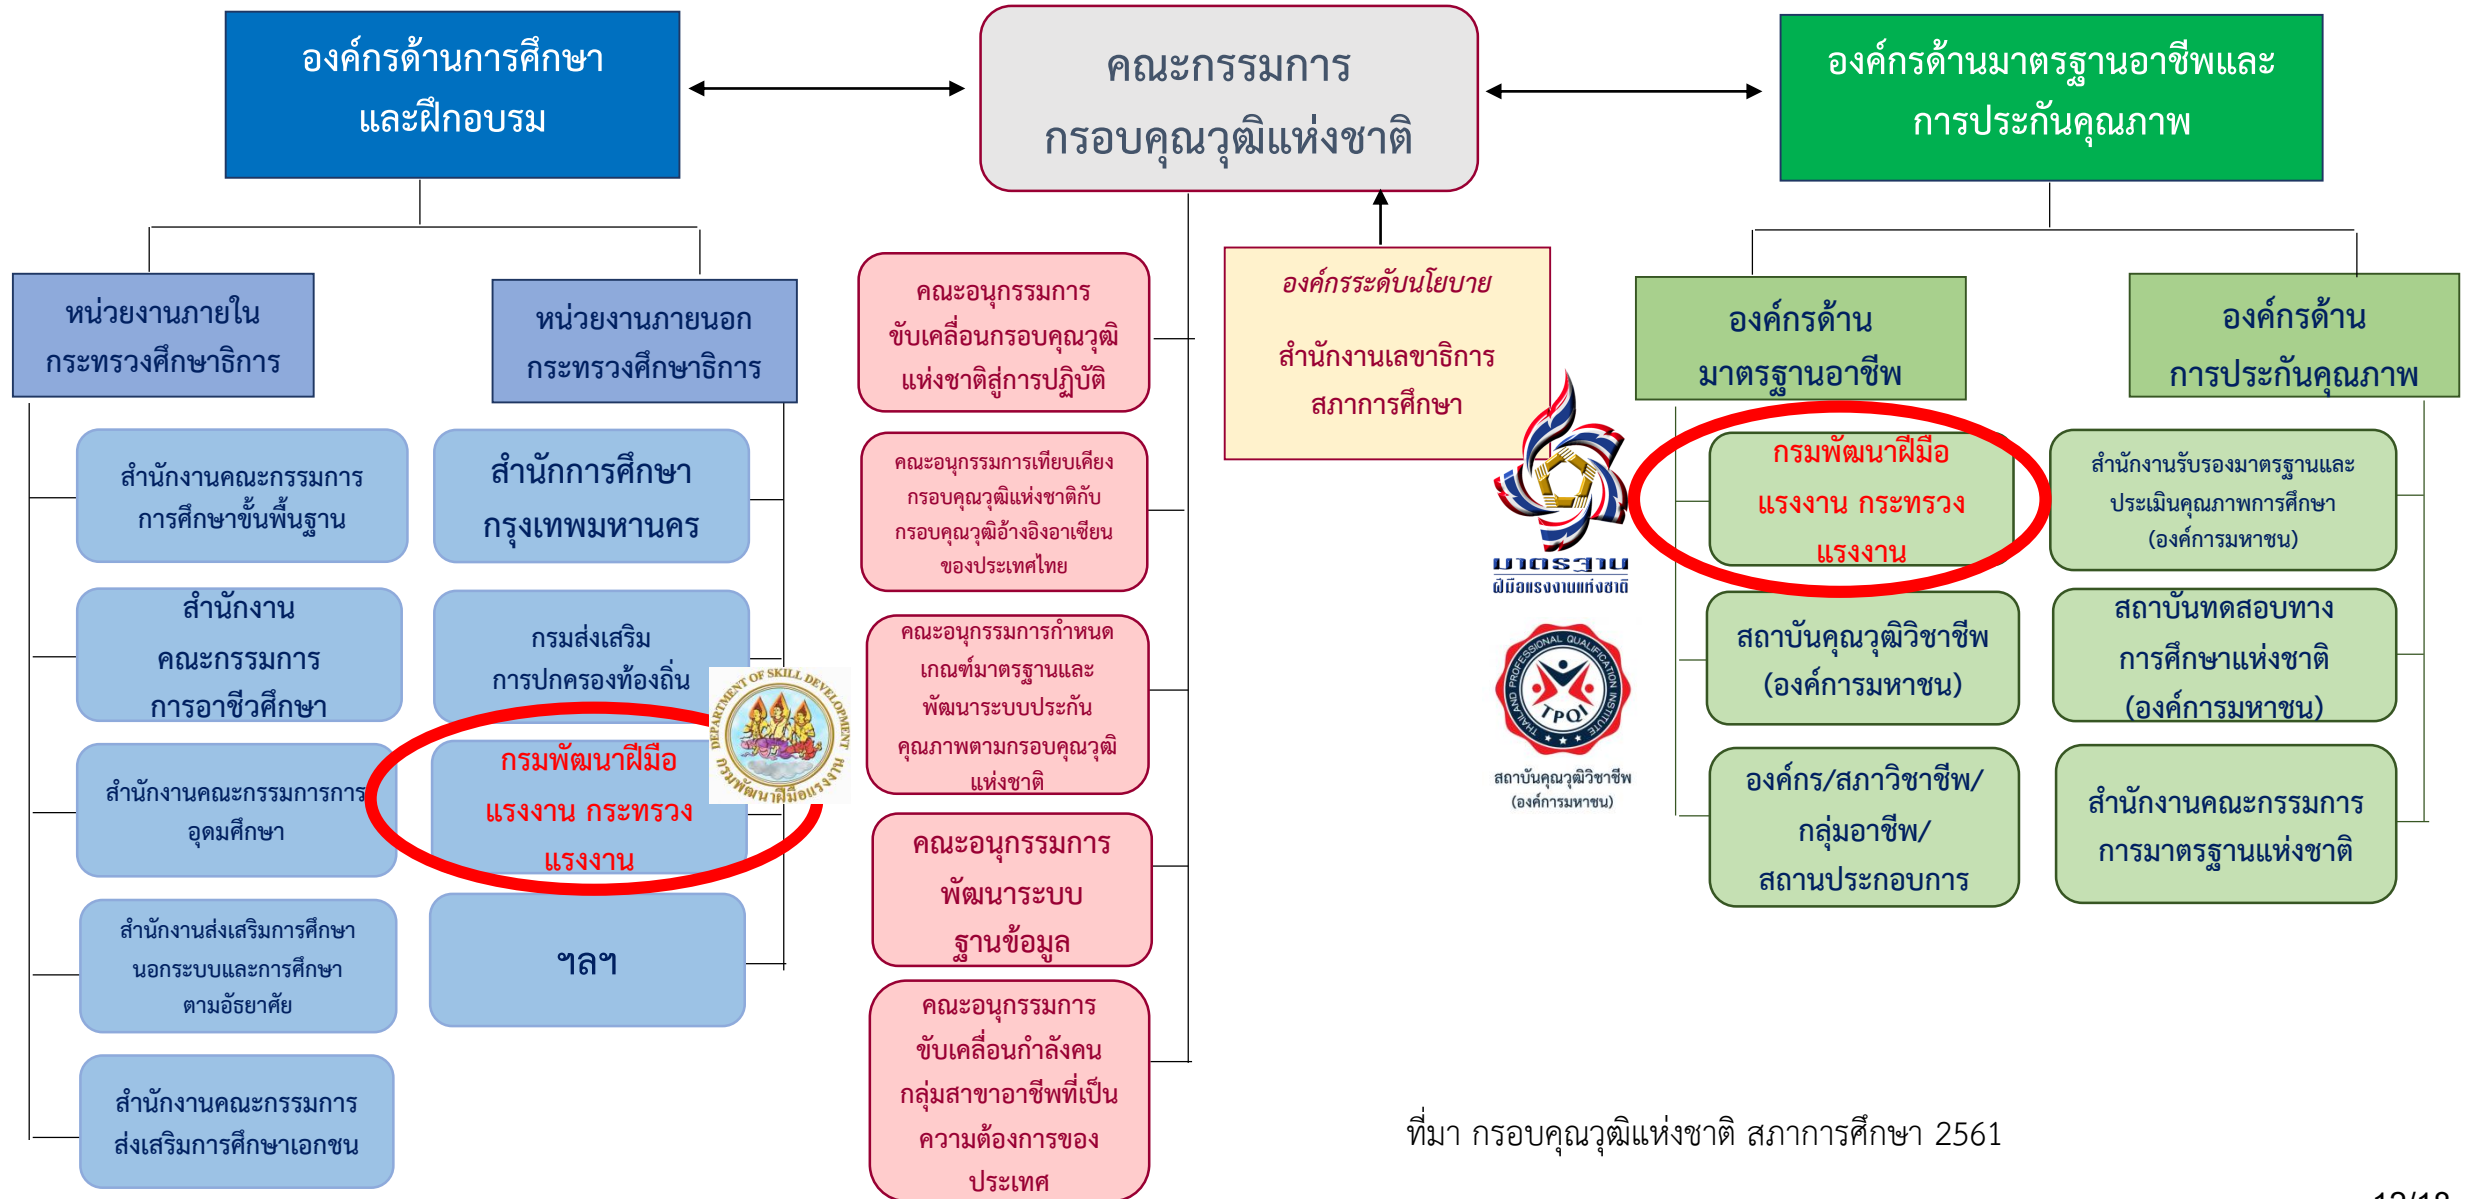 องค์กรด้านการศึกษา
และฝึกอบรม
คณะกรรมการ
กรอบคุณวุฒิแห่งชาติ
องค์กรด้านมาตรฐานอาชีพและ
การประกันคุณภาพ
หน่วยงานภายใน
กระทรวงศึกษาธิการ
สำนักงานคณะกรรมการ
การศึกษาขั้นพื้นฐาน
สำนักงาน
คณะกรรมการ
การอาชีวศึกษา
สำนักงานคณะกรรมการการ
อุดมศึกษา
สำนักงานส่งเสริมการศึกษา
นอกระบบและการศึกษา
ตามอัธยาศัย
สำนักงานคณะกรรมการ
ส่งเสริมการศึกษาเอกชน
หน่วยงานภายนอก
กระทรวงศึกษาธิการ
สำนักการศึกษา
กรุงเทพมหานคร
กรมส่งเสริม
การปกครองท้องถิ่น
กรมพัฒนาฝีมือ
แรงงาน กระทรวง
แรงงาน
DEPARTMENT OF SKILL DEVELOPMENT
กรมพัฒนาฝีมือแรงงาน
ฯลฯ
คณะอนุกรรมการ
ขับเคลื่อนกรอบคุณวุฒิ
แห่งชาติสู่การปฏิบัติ
คณะอนุกรรมการเทียบเคียง
กรอบคุณวุฒิแห่งชาติกับ
กรอบคุณวุฒิอ้างอิงอาเซียน
ของประเทศไทย
คณะอนุกรรมการกำหนด
เกณฑ์มาตรฐานและ
พัฒนาระบบประกัน
คุณภาพตามกรอบคุณวุฒิ
แห่งชาติ
คณะอนุกรรมการ
พัฒนาระบบ
ฐานข้อมูล
คณะอนุกรรมการ
ขับเคลื่อนกำลังคน
กลุ่มสาขาอาชีพที่เป็น
ความต้องการของ
ประเทศ
องค์กรระดับนโยบาย
สำนักงานเลขาธิการ
สภาการศึกษา
มาตรฐาน
ฝีมือแรงงานแห่งชาติ
THAILAND PROFESSIONAL QUALIFICATION INSTITUTE
TPQI
สถาบันคุณวุฒิวิชาชีพ
(องค์การมหาชน)
องค์กรด้าน
มาตรฐานอาชีพ
กรมพัฒนาฝีมือ
แรงงาน กระทรวง
แรงงาน
สถาบันคุณวุฒิวิชาชีพ
(องค์การมหาชน)
องค์กร/สภาวิชาชีพ/
กลุ่มอาชีพ/
สถานประกอบการ
องค์กรด้าน
การประกันคุณภาพ
สำนักงานรับรองมาตรฐานและ
ประเมินคุณภาพการศึกษา
(องค์การมหาชน)
สถาบันทดสอบทาง
การศึกษาแห่งชาติ
(องค์การมหาชน)
สำนักงานคณะกรรมการ
การมาตรฐานแห่งชาติ
ที่มา กรอบคุณวุฒิแห่งชาติ สภาการศึกษา 2561